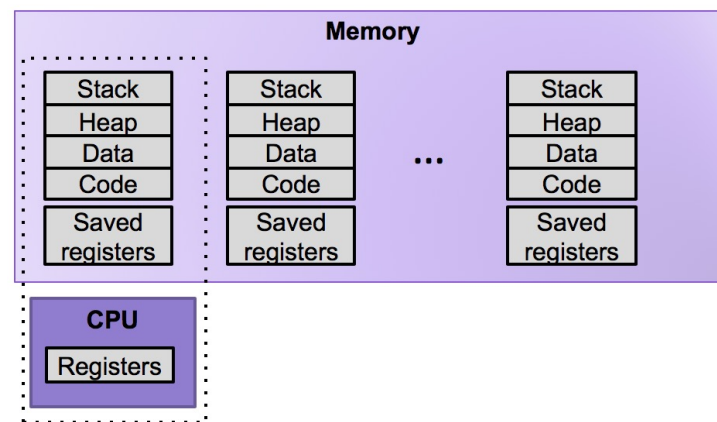 Memory
Stack
Heap
Data
Code
Saved
registers
Stack
Heap
Data
Code
Saved
registers
...
Stack
Heap
Data
Code
Saved
registers
CPU
Registers